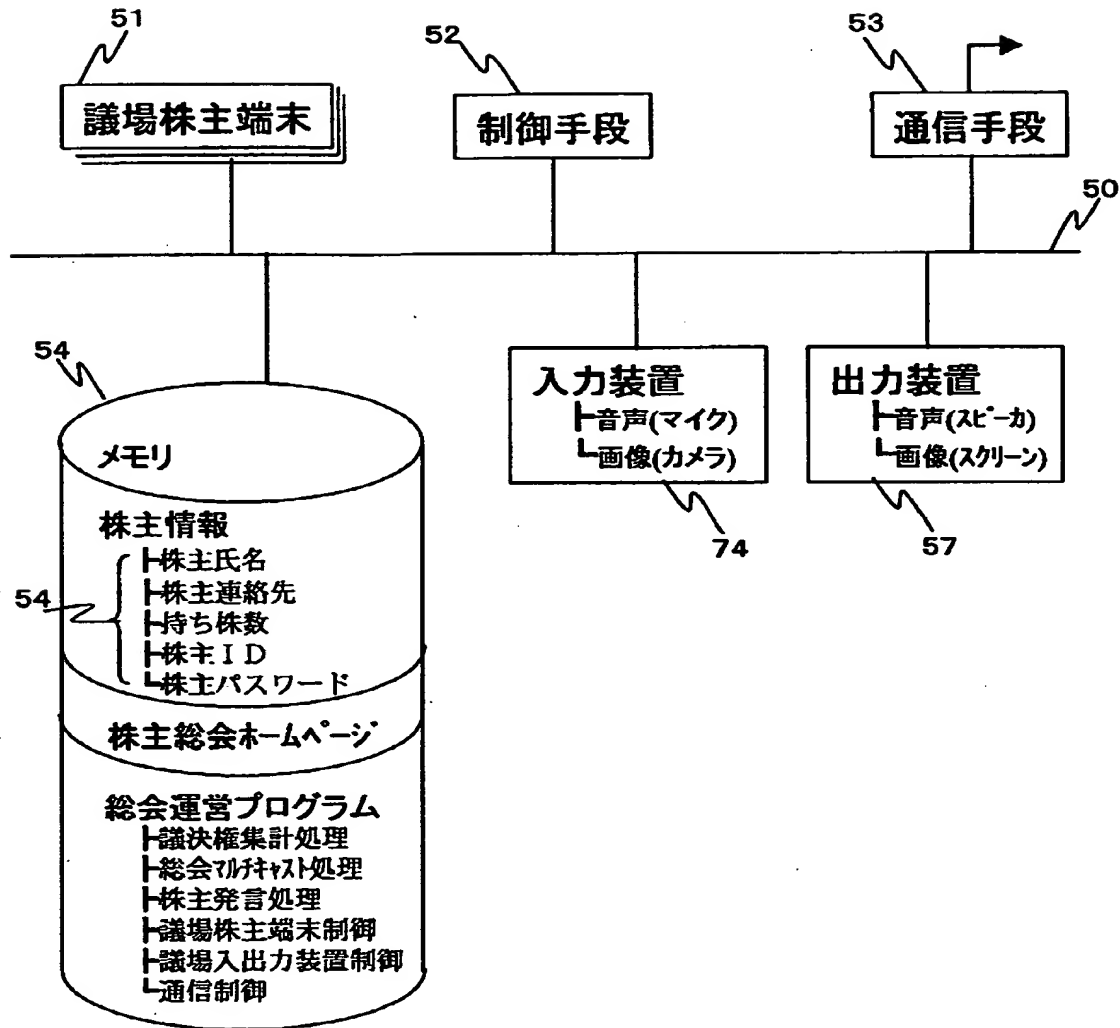 51
議場株主端末
52
制御手段
53
通信手段
50
54
メモリ
株主情報
54
株主氏名
株主連絡先
持ち株数
株主ID
株主パスワード
株主総会ホームページ
総会運営プログラム
議決権集計処理
総会マルチキャスト処理
株主発言処理
議場株主端末制御
議場入出力装置制御
通信制御
入力装置
音声(マイク)
画像(カメラ)
74
出力装置
音声(スピーカ)
画像(スクリーン)
57